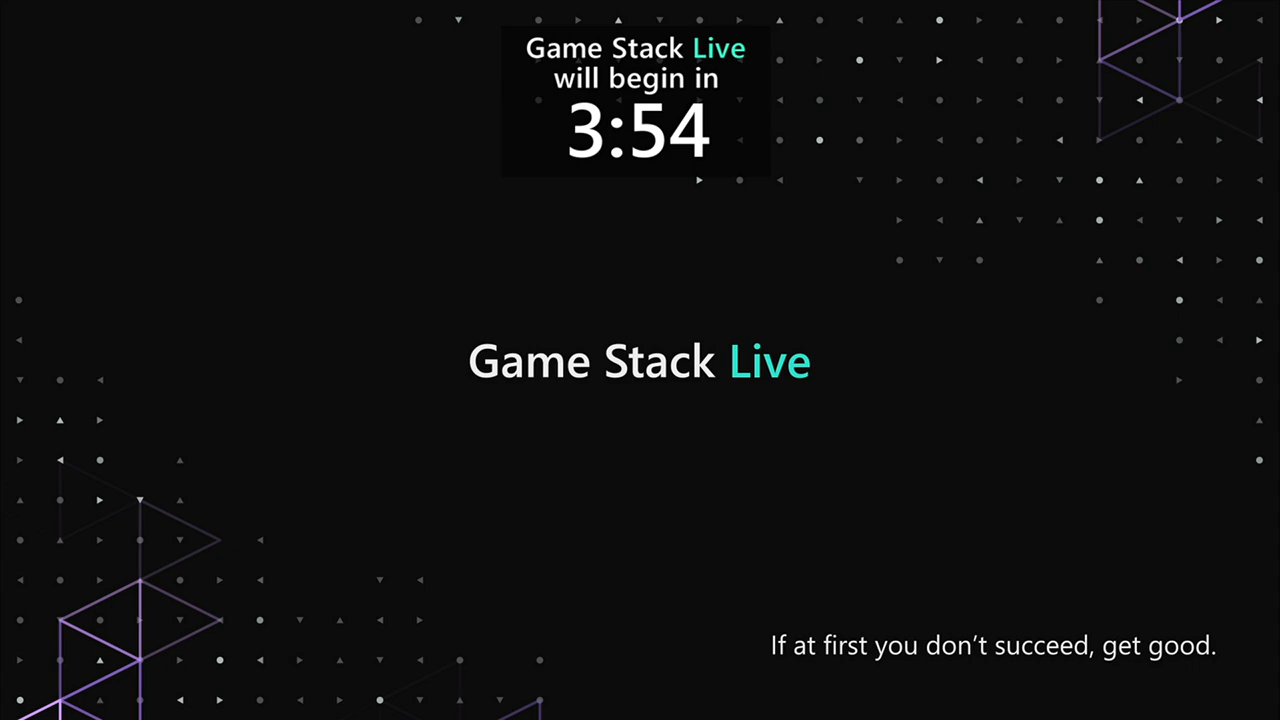 Game Stack Live
will begin in
3:54
Game Stack Live
If at first you don’t succeed, get good.